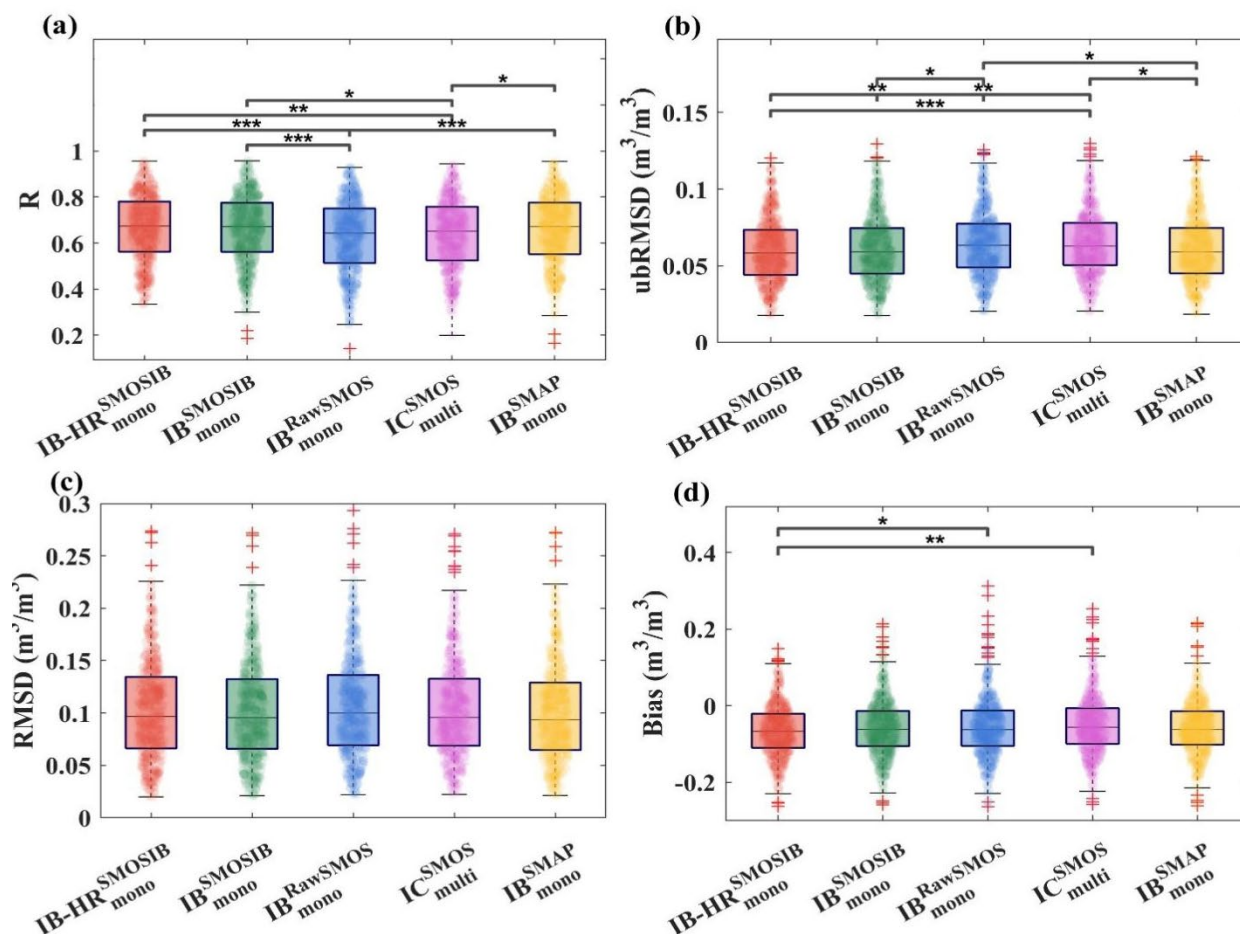 (a)
1
0.8
0.6
0.4
0.2
R
*
*
**
***
***
***
IB-HR^SMOSIB_mono
IB^SMOSIB_mono
IB^RawSMOS_mono
IC^SMOS_multi
IB^SMAP_mono
(b)
0.15
0.1
0.05
0
ubRMSD (m³/m³)
*
*
*
**
**
***
IB-HR^SMOSIB_mono
IB^SMOSIB_mono
IB^RawSMOS_mono
IC^SMOS_multi
IB^SMAP_mono
(c)
0.3
0.25
0.2
0.15
0.1
0.05
0
RMSD (m³/m³)
IB-HR^SMOSIB_mono
IB^SMOSIB_mono
IB^RawSMOS_mono
IC^SMOS_multi
IB^SMAP_mono
(d)
0.4
0.2
0
-0.2
Bias (m³/m³)
*
**
IB-HR^SMOSIB_mono
IB^SMOSIB_mono
IB^RawSMOS_mono
IC^SMOS_multi
IB^SMAP_mono